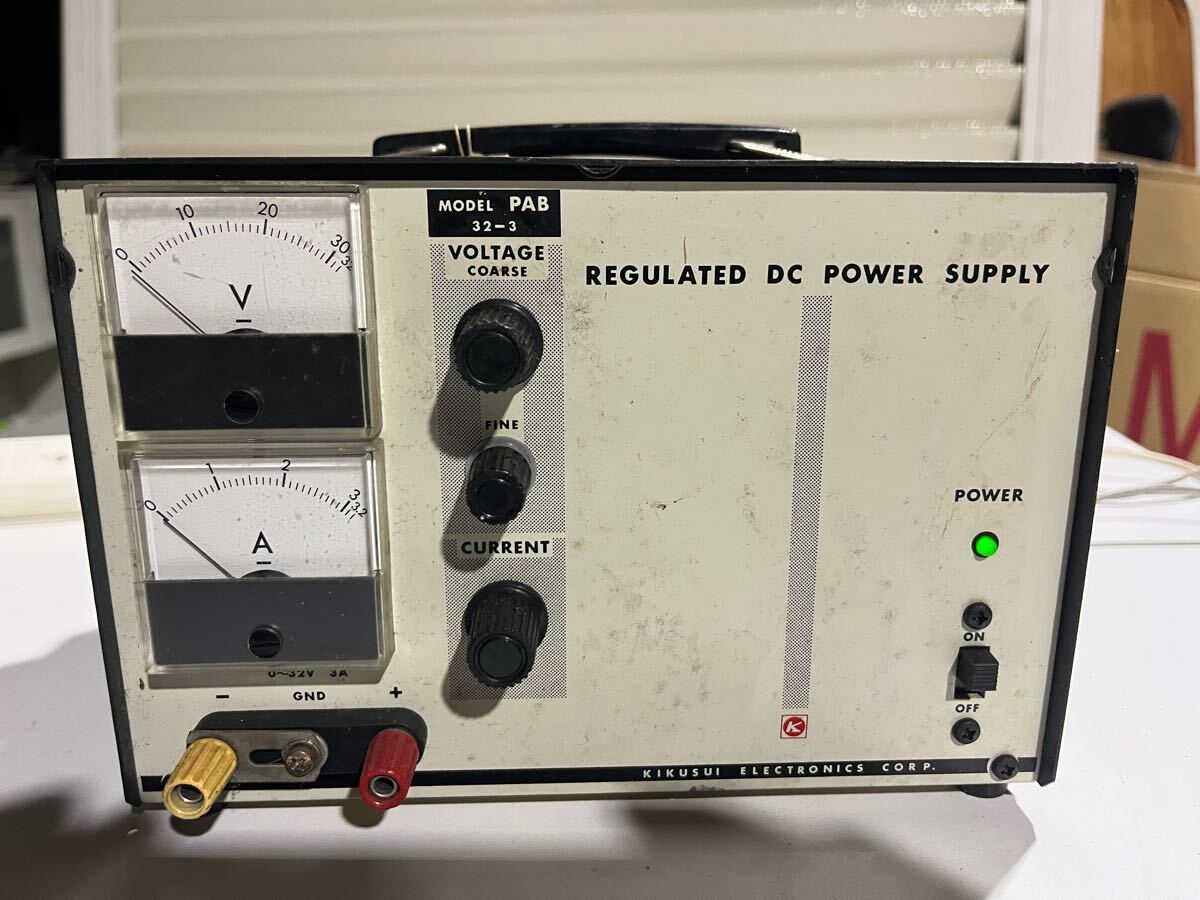 0 10 20 30 32
V
0 1 2 3 3.2
A
0~32V 3A
- GND +
MODEL PAB
32-3
VOLTAGE
COARSE
FINE
CURRENT
REGULATED DC POWER SUPPLY
POWER
ON
OFF
K
KIKUSUI ELECTRONICS CORP.
M